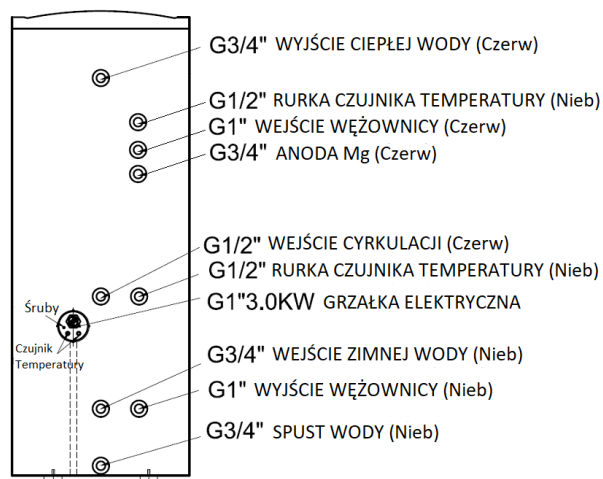 G3/4" WYJŚCIE CIEPŁEJ WODY (Czerw)
G1/2" RURKA CZUJNIKA TEMPERATURY (Nieb)
G1" WEJŚCIE WĘŻOWNICY (Czerw)
G3/4" ANODA Mg (Czerw)
G1/2" WEJŚCIE CYRKULACJI (Czerw)
G1/2" RURKA CZUJNIKA TEMPERATURY (Nieb)
G1"3.0KW GRZAŁKA ELEKTRYCZNA
Śruby
Czujnik
Temperatury
G3/4" WEJŚCIE ZIMNEJ WODY (Nieb)
G1" WYJŚCIE WĘŻOWNICY (Nieb)
G3/4" SPUST WODY (Nieb)